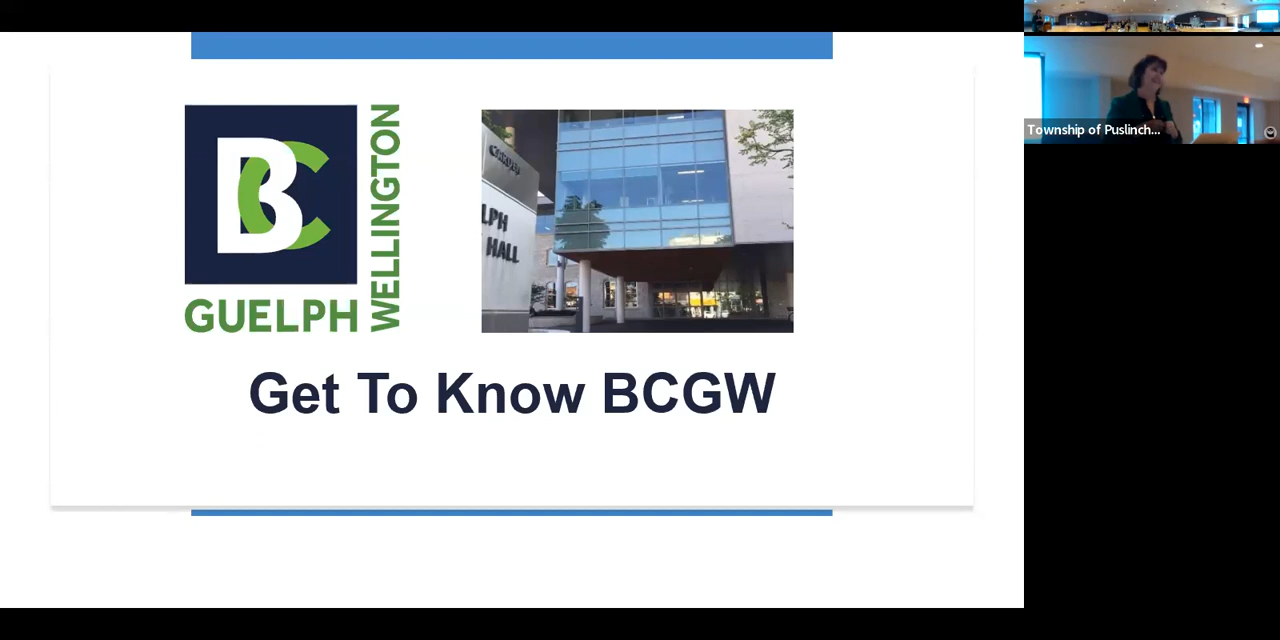 BC
GUELPH
WELLINGTON
LPH
HALL
Get To Know BCGW
Township of Puslinch...